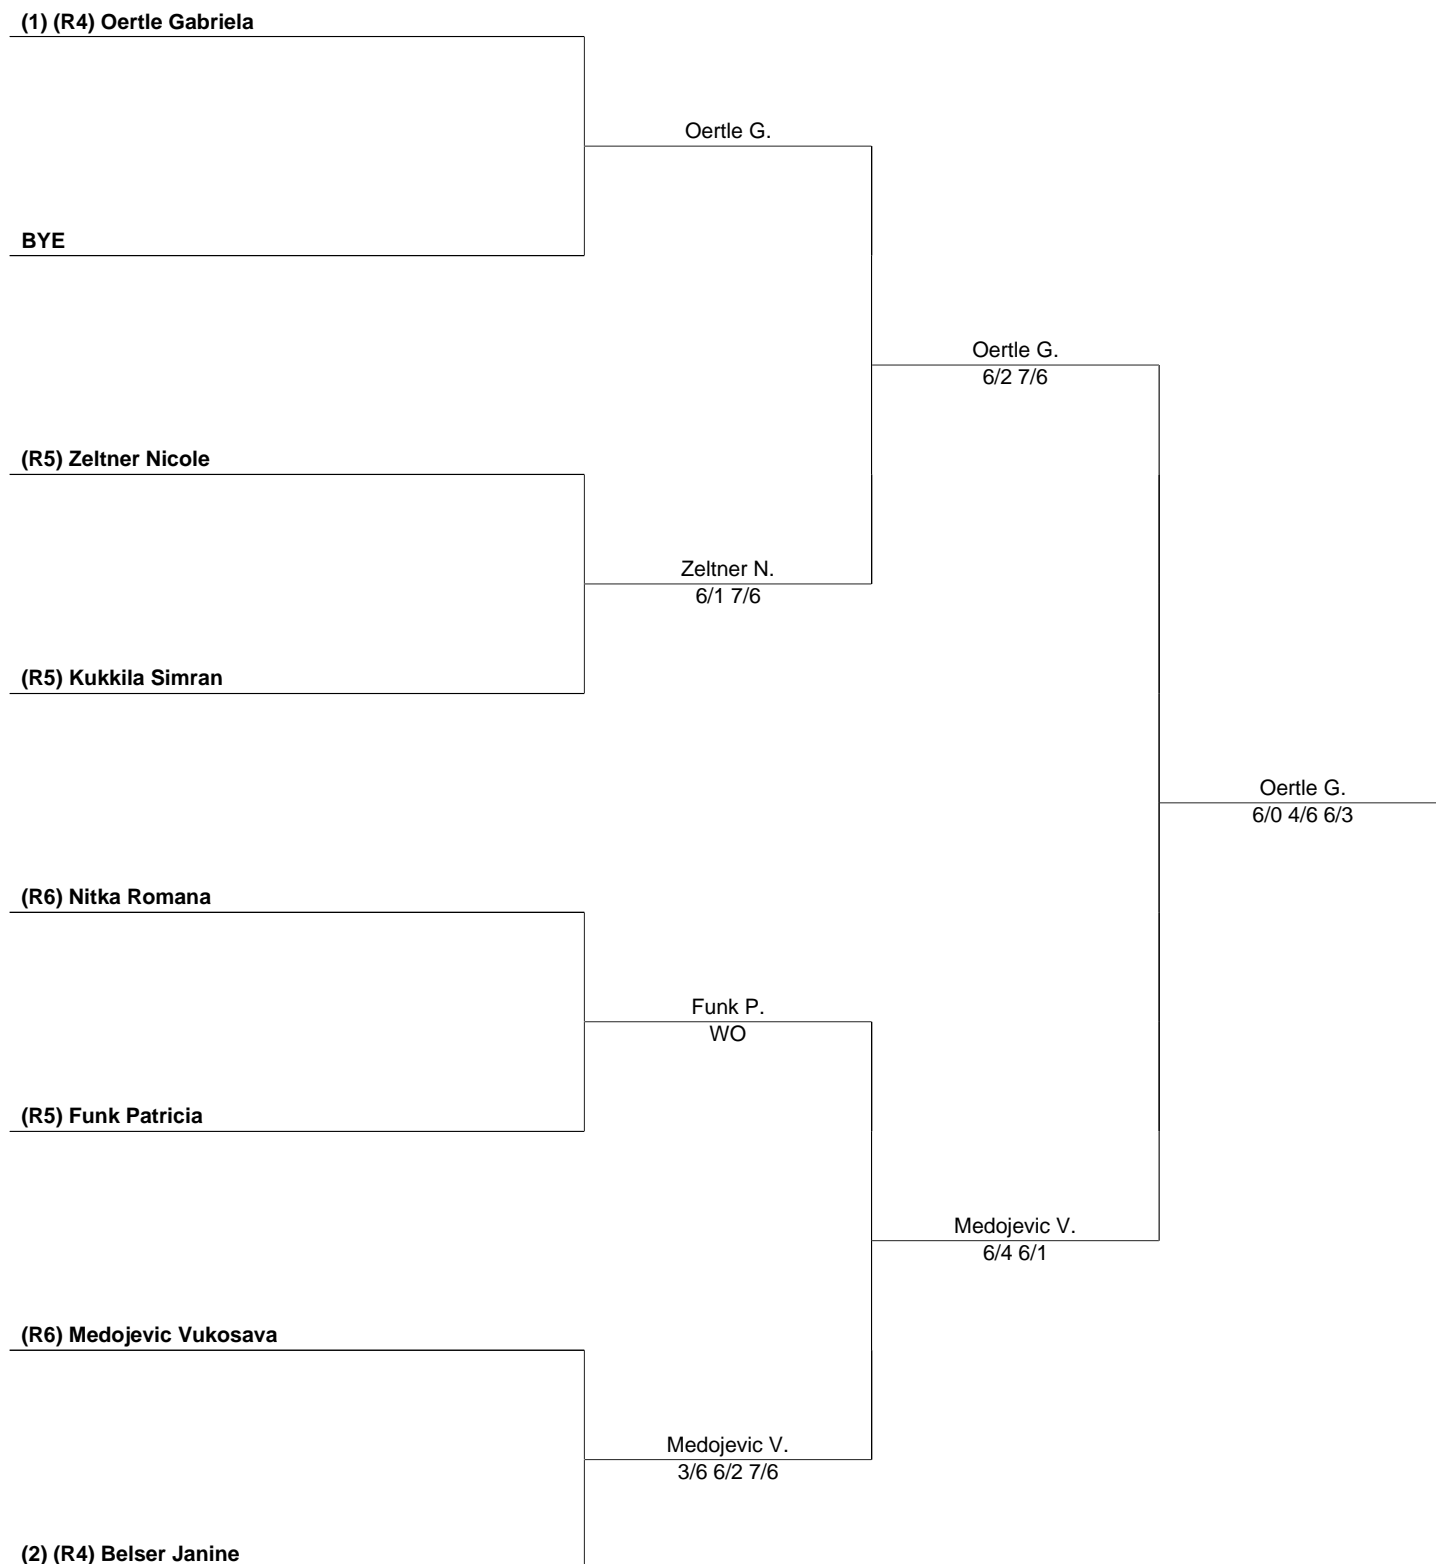 (1) (R4) Oertle Gabriela
Oertle G.
BYE
Oertle G.
6/2 7/6
(R5) Zeltner Nicole
Zeltner N.
6/1 7/6
(R5) Kukkila Simran
Oertle G.
6/0 4/6 6/3
(R6) Nitka Romana
Funk P.
WO
(R5) Funk Patricia
Medojevic V.
6/4 6/1
(R6) Medojevic Vukosava
Medojevic V.
3/6 6/2 7/6
(2) (R4) Belser Janine